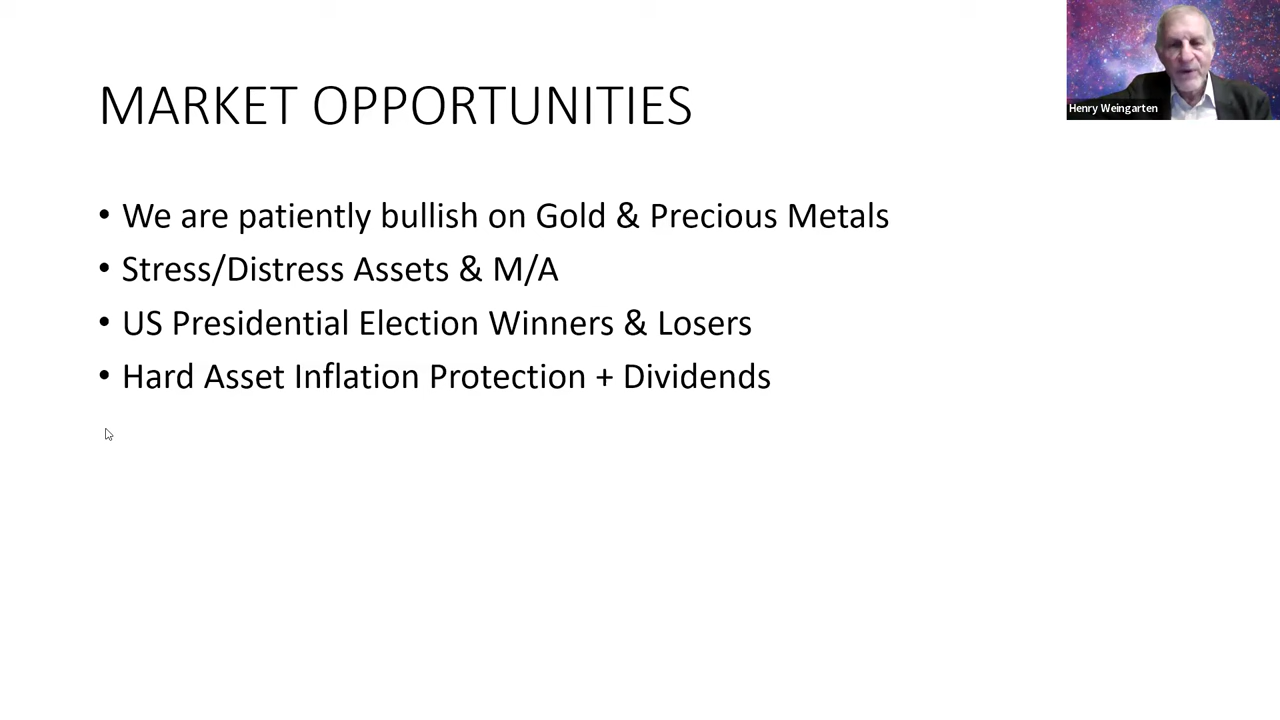 MARKET OPPORTUNITIES
Henry Weingarten
• We are patiently bullish on Gold & Precious Metals
• Stress/Distress Assets & M/A
• US Presidential Election Winners & Losers
• Hard Asset Inflation Protection + Dividends